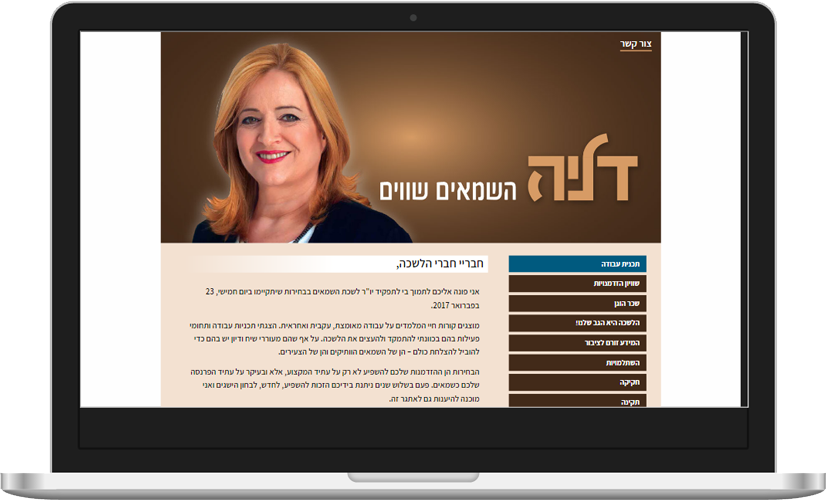 צור קשר
דליה
השמאים שווים
תכנית עבודה
שוויון הזדמנויות
שכר הוגן
הלשכה היא הגב שלנו!
המידע זורם לציבור
השתלמויות
חקיקה
תקינה
חבריי חברי הלשכה,
אני פונה אליכם לתמוך בי לתפקיד יו"ר לשכת השמאים בבחירות שיתקיימו ביום חמישי, 23
בפברואר 2017.
מוצגים קורות חיי המלמדים על עבודה מאומצת, עקבית ואחראית. הצגתי תכניות עבודה ותחומי
פעילות בהם בכוונתי להתמקד ולהעצים את הלשכה. על אף שהם מעוררי שיח ודיון יש בהם כדי
להוביל להצלחת כולם – הן של השמאים הוותיקים והן של הצעירים.
הבחירות הן ההזדמנות שלכם להשפיע לא רק על עתיד המקצוע, אלא ובעיקר על עתיד הפרנסה
שלכם כשמאים. פעם בשלוש שנים ניתנת בידיכם הזכות להשפיע, לחדש, לבחון הישגים ואני
מוכנה להיענות גם לאתגר זה.